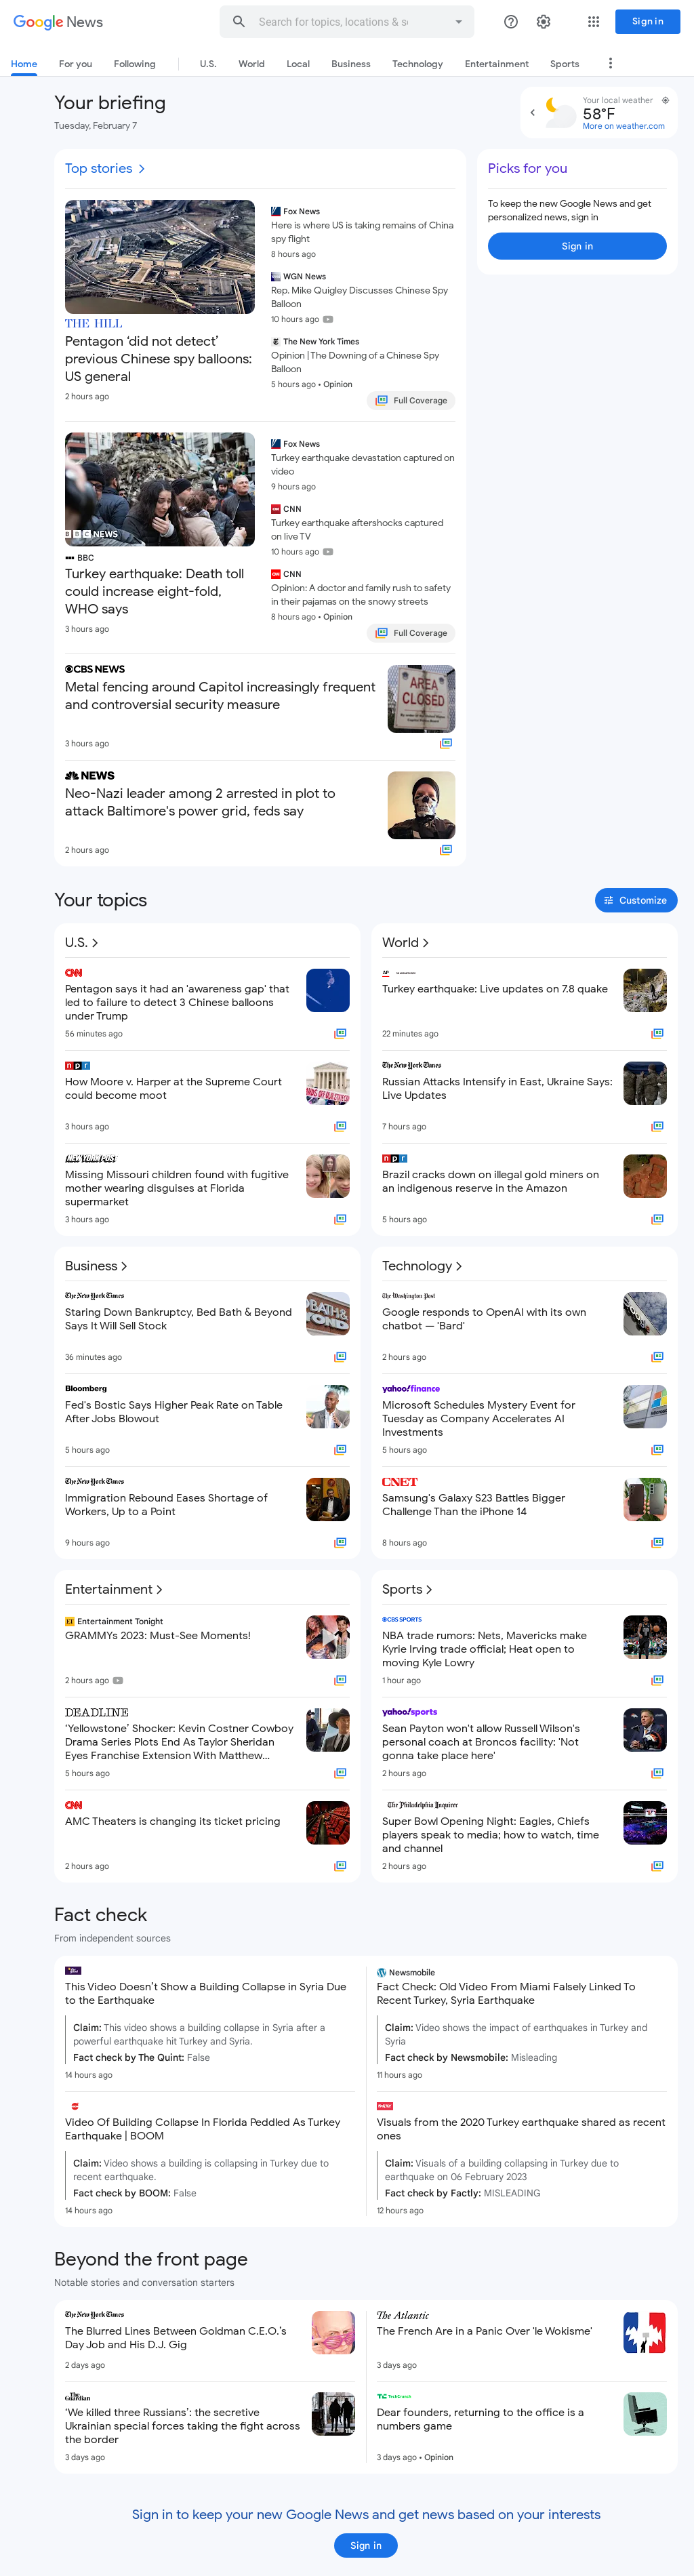 Google News
Search for topics, locations & so
Sign in
Home
For you
Following
U.S.
World
Local
Business
Technology
Entertainment
Sports
Your briefing
Tuesday, February 7
Your local weather
58°F
More on weather.com
Top stories
THE HILL
Pentagon ‘did not detect’
previous Chinese spy balloons:
US general
2 hours ago
Fox News
Here is where US is taking remains of China
spy flight
8 hours ago
WGN News
Rep. Mike Quigley Discusses Chinese Spy
Balloon
10 hours ago
The New York Times
Opinion | The Downing of a Chinese Spy
Balloon
5 hours ago • Opinion
Full Coverage
Picks for you
To keep the new Google News and get
personalized news, sign in
Sign in
BBC NEWS
BBC
Turkey earthquake: Death toll
could increase eight-fold,
WHO says
3 hours ago
Fox News
Turkey earthquake devastation captured on
video
9 hours ago
CNN
Turkey earthquake aftershocks captured
on live TV
10 hours ago
CNN
Opinion: A doctor and family rush to safety
in their pajamas on the snowy streets
8 hours ago • Opinion
Full Coverage
CBS NEWS
Metal fencing around Capitol increasingly frequent
and controversial security measure
3 hours ago
AREA
CLOSED
NEWS
Neo-Nazi leader among 2 arrested in plot to
attack Baltimore's power grid, feds say
2 hours ago
Your topics
Customize
U.S.
CNN
Pentagon says it had an 'awareness gap' that
led to failure to detect 3 Chinese balloons
under Trump
56 minutes ago
npr
How Moore v. Harper at the Supreme Court
could become moot
3 hours ago
NEW YORK POST
Missing Missouri children found with fugitive
mother wearing disguises at Florida
supermarket
3 hours ago
World
AP
Turkey earthquake: Live updates on 7.8 quake
22 minutes ago
The New York Times
Russian Attacks Intensify in East, Ukraine Says:
Live Updates
7 hours ago
npr
Brazil cracks down on illegal gold miners on
an indigenous reserve in the Amazon
5 hours ago
Business
The New York Times
Staring Down Bankruptcy, Bed Bath & Beyond
Says It Will Sell Stock
36 minutes ago
Bloomberg
Fed's Bostic Says Higher Peak Rate on Table
After Jobs Blowout
5 hours ago
The New York Times
Immigration Rebound Eases Shortage of
Workers, Up to a Point
9 hours ago
Technology
The Washington Post
Google responds to OpenAI with its own
chatbot — 'Bard'
2 hours ago
yahoo!finance
Microsoft Schedules Mystery Event for
Tuesday as Company Accelerates AI
Investments
5 hours ago
CNET
Samsung's Galaxy S23 Battles Bigger
Challenge Than the iPhone 14
8 hours ago
Entertainment
ET Entertainment Tonight
GRAMMYs 2023: Must-See Moments!
2 hours ago
DEADLINE
‘Yellowstone’ Shocker: Kevin Costner Cowboy
Drama Series Plots End As Taylor Sheridan
Eyes Franchise Extension With Matthew...
5 hours ago
CNN
AMC Theaters is changing its ticket pricing
2 hours ago
Sports
CBS SPORTS
NBA trade rumors: Nets, Mavericks make
Kyrie Irving trade official; Heat open to
moving Kyle Lowry
1 hour ago
yahoo!sports
Sean Payton won't allow Russell Wilson's
personal coach at Broncos facility: 'Not
gonna take place here'
2 hours ago
The Philadelphia Inquirer
Super Bowl Opening Night: Eagles, Chiefs
players speak to media; how to watch, time
and channel
2 hours ago
Fact check
From independent sources
This Video Doesn’t Show a Building Collapse in Syria Due
to the Earthquake
Claim: This video shows a building collapse in Syria after a
powerful earthquake hit Turkey and Syria.
Fact check by The Quint: False
14 hours ago
Newsmobile
Fact Check: Old Video From Miami Falsely Linked To
Recent Turkey, Syria Earthquake
Claim: Video shows the impact of earthquakes in Turkey and
Syria
Fact check by Newsmobile: Misleading
11 hours ago
Video Of Building Collapse In Florida Peddled As Turkey
Earthquake | BOOM
Claim: Video shows a building is collapsing in Turkey due to
recent earthquake.
Fact check by BOOM: False
14 hours ago
FACTLY
Visuals from the 2020 Turkey earthquake shared as recent
ones
Claim: Visuals of a building collapsing in Turkey due to
earthquake on 06 February 2023
Fact check by Factly: MISLEADING
12 hours ago
Beyond the front page
Notable stories and conversation starters
The New York Times
The Blurred Lines Between Goldman C.E.O.’s
Day Job and His D.J. Gig
2 days ago
The Atlantic
The French Are in a Panic Over 'le Wokisme'
3 days ago
The Guardian
‘We killed three Russians’: the secretive
Ukrainian special forces taking the fight across
the border
3 days ago
TechCrunch
Dear founders, returning to the office is a
numbers game
3 days ago • Opinion
Sign in to keep your new Google News and get news based on your interests
Sign in